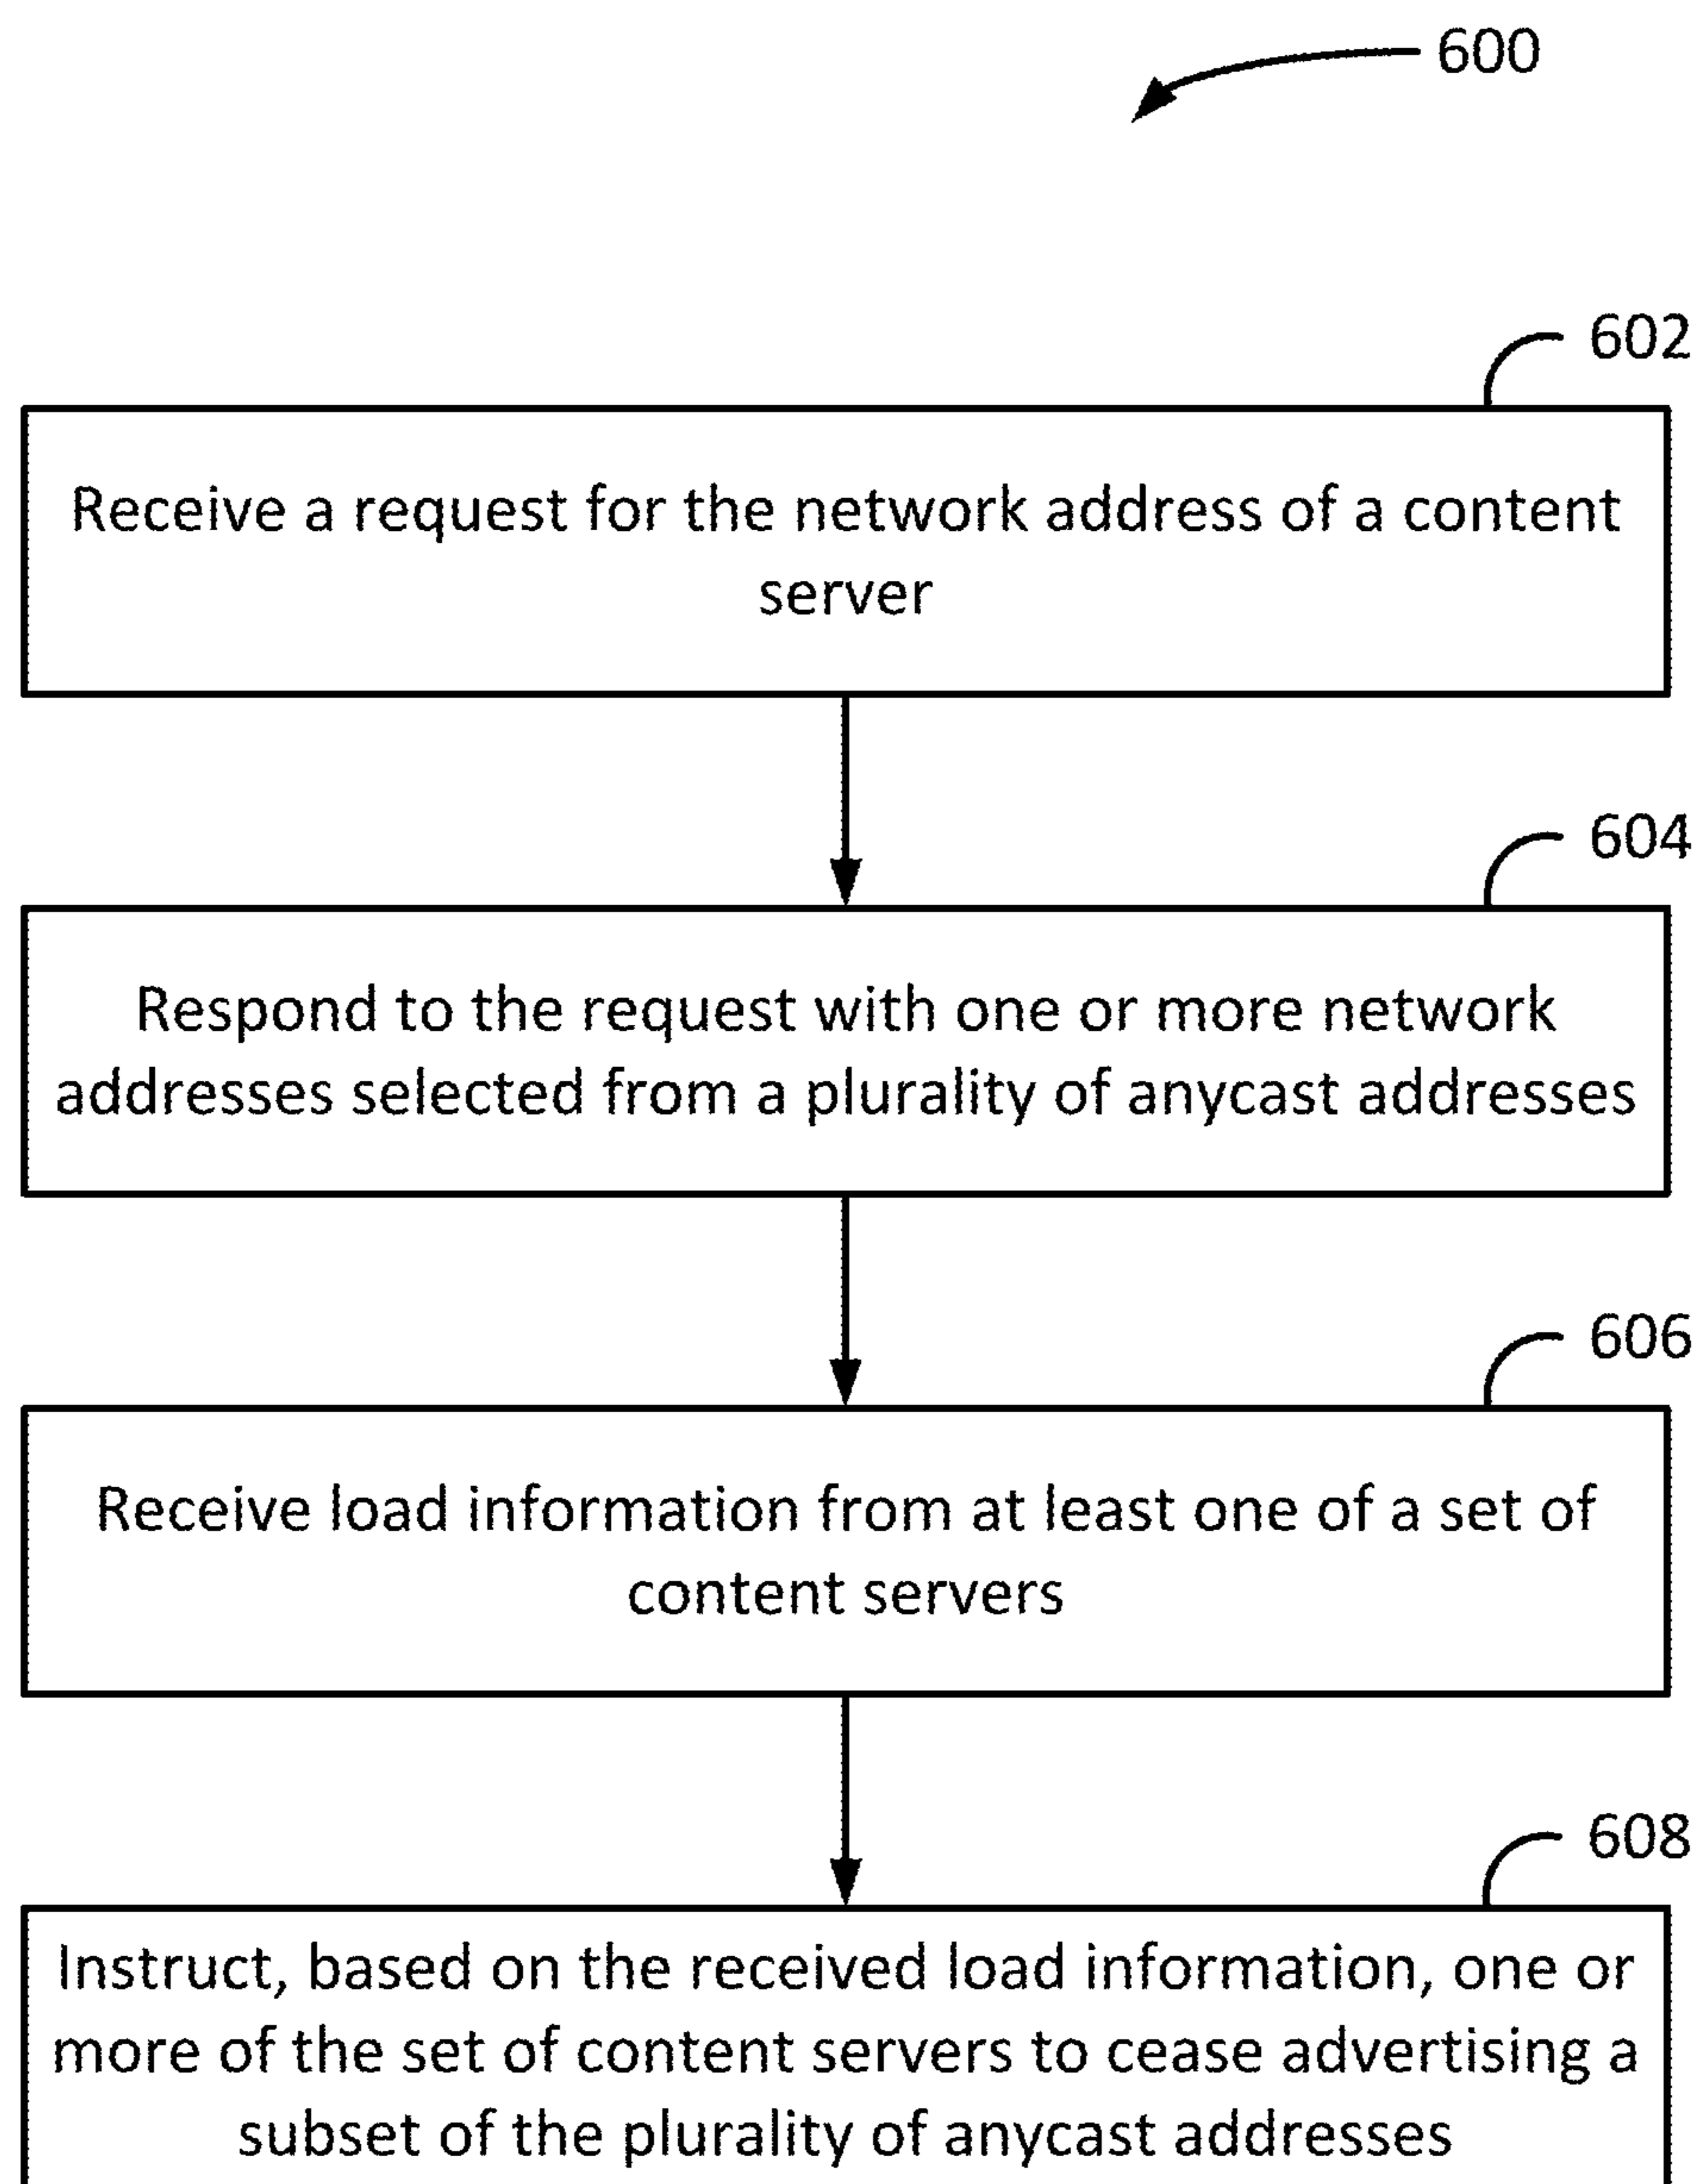 600
602
Receive a request for the network address of a content
server
604
Respond to the request with one or more network
addresses selected from a plurality of anycast addresses
606
Receive load information from at least one of a set of
content servers
608
Instruct, based on the received load information, one or
more of the set of content servers to cease advertising a
subset of the plurality of anycast addresses